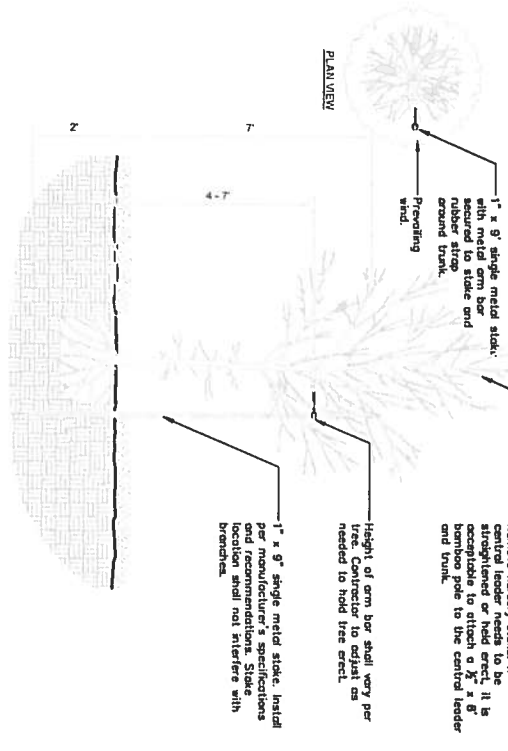 PLAN VIEW
1" x 9' single metal stake
with metal arm bar
secured to stake and
rubber strap
around trunk.
Prevailing
wind.
central leader needs to be
straightened or held erect, it is
acceptable to attach a ½" x 8'
bamboo pole to the central leader
and trunk.
2'
7'
4-7'
Height of arm bar shall vary per
tree. Contractor to adjust as
needed to hold tree erect.
1" x 9" single metal stake. Install
per manufacturer's specifications
and recommendations. Stake
location shall not interfere with
branches.